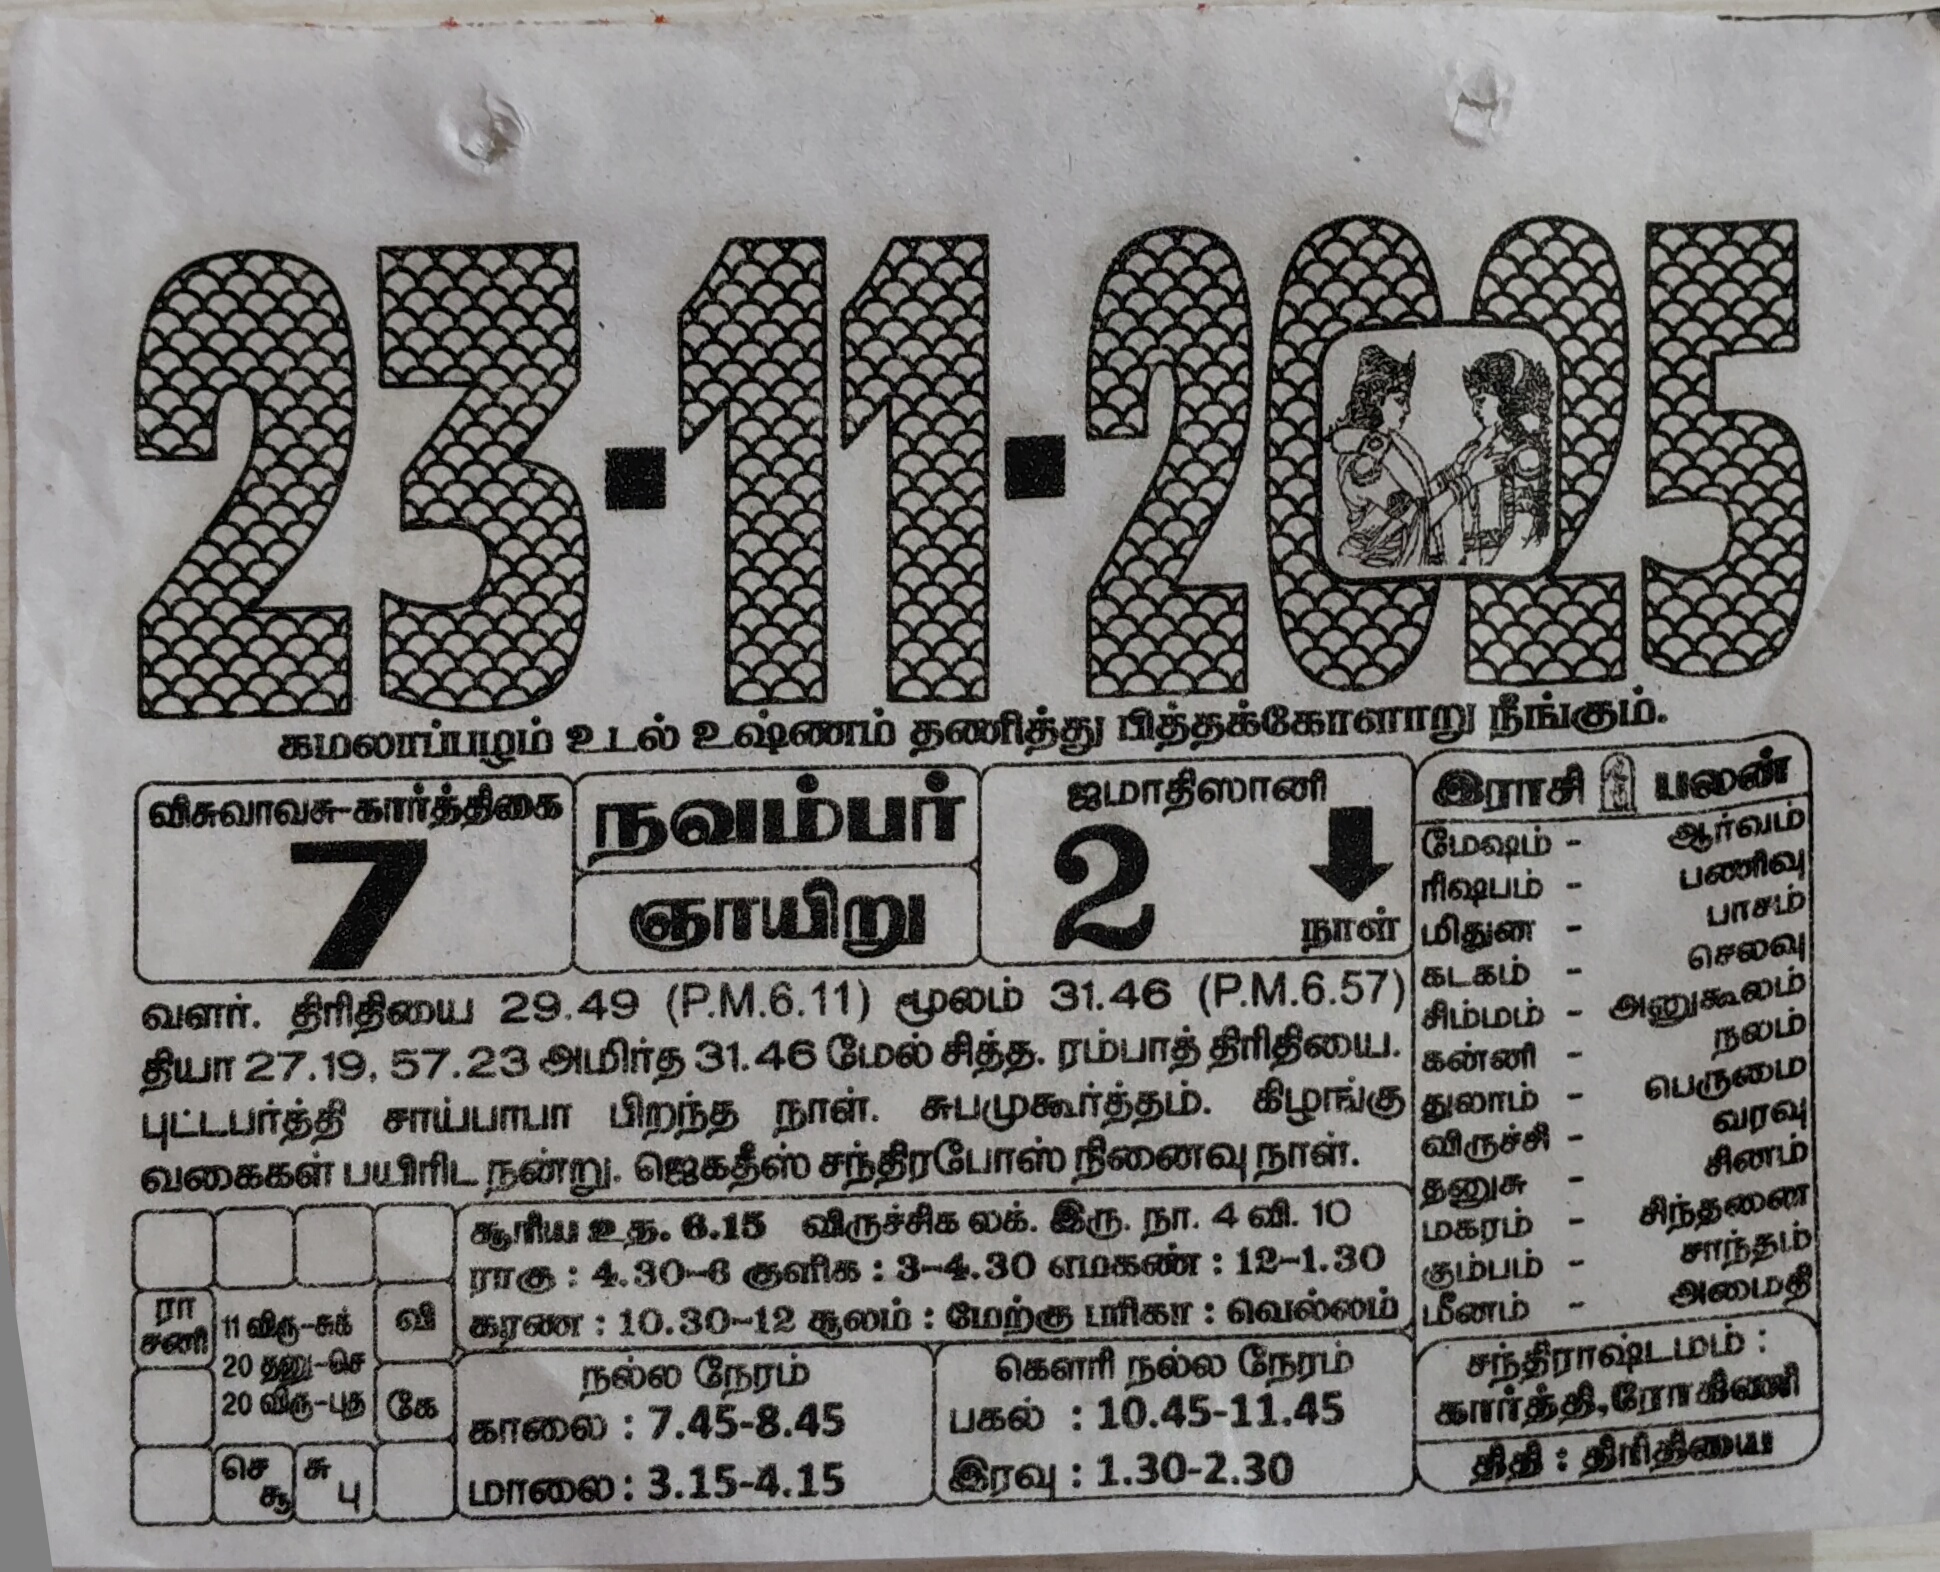 23-11-2025
கமலாப்பழம் உடல் உஷ்ணம் தணித்து பித்தக்கோளாறு நீங்கும்.
விசுவாவசு-கார்த்திகை
7
நவம்பர்
ஞாயிறு
ஜமாதிஸானி
2
நாள்
வளர். திரிதியை 29.49 (P.M.6.11) மூலம் 31.46 (P.M.6.57)
தியா 27.19, 57.23 அமிர்த 31.46 மேல் சித்த. ரம்பாத் திரிதியை.
புட்டபர்த்தி சாய்பாபா பிறந்த நாள். சுபமுகூர்த்தம். கிழங்கு
வகைகள் பயிரிட நன்று. ஜெகதீஸ் சந்திரபோஸ் நினைவு நாள்.
இராசி பலன்
மேஷம் - ஆர்வம்
ரிஷபம் - பணிவு
மிதுன - பாசம்
கடகம் - செலவு
சிம்மம் - அனுகூலம்
கன்னி - நலம்
துலாம் - பெருமை
விருச்சி - வரவு
தனுசு - சினம்
மகரம் - சிந்தனை
கும்பம் - சாந்தம்
மீனம் - அமைதி
சூரிய உத. 6.15 விருச்சிக லக். இரு. நா. 4 வி. 10
ராகு : 4.30-6 குளிக : 3-4.30 எமகண் : 12-1.30
கரண : 10.30-12 சூலம் : மேற்கு பரிகா : வெல்லம்
ரா
சனி
11 விரு-சுக்
20 தனு-செ
20 விரு-புத
வி
கே
செ
சூ
சு
பு
நல்ல நேரம்
காலை : 7.45-8.45
மாலை : 3.15-4.15
கௌரி நல்ல நேரம்
பகல் : 10.45-11.45
இரவு : 1.30-2.30
சந்திராஷ்டமம் :
கார்த்தி,ரோகிணி
திதி : திரிதியை